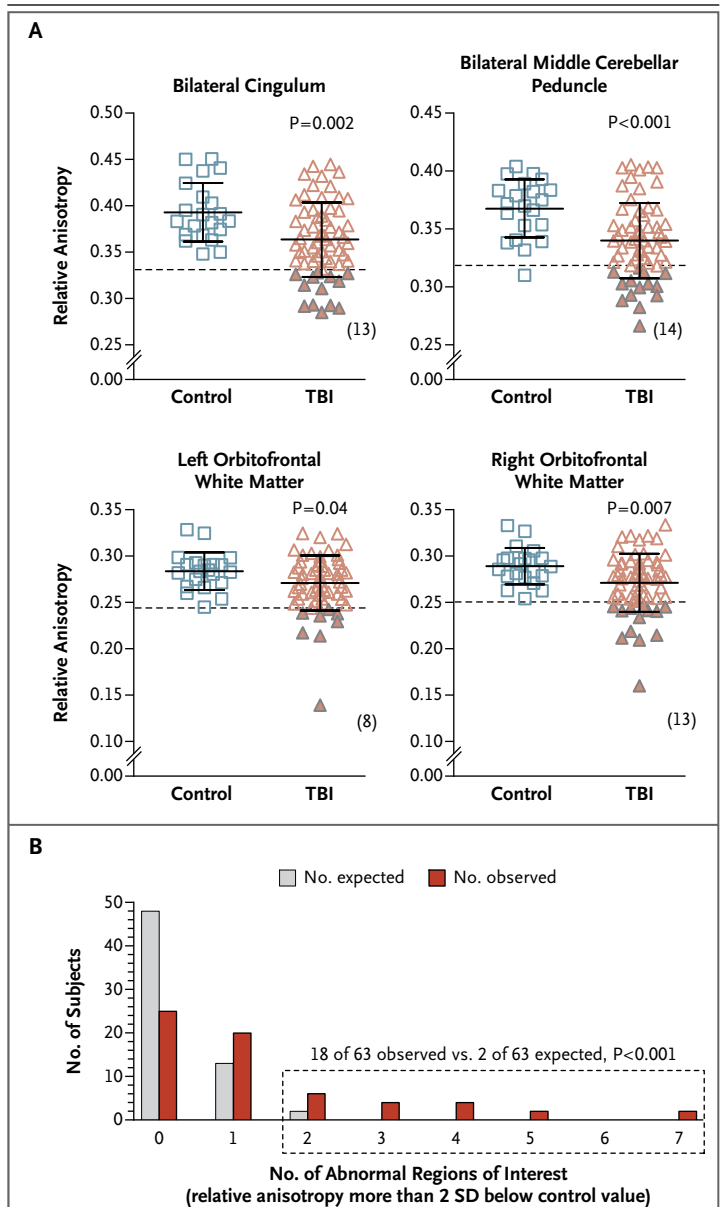 A
Bilateral Cingulum
P=0.002
Relative Anisotropy
0.50
0.45
0.40
0.35
0.30
0.25
0.00
(13)
Control
TBI
Bilateral Middle Cerebellar
Peduncle
P<0.001
0.45
0.40
0.35
0.30
0.25
0.00
(14)
Control
TBI
Left Orbitofrontal
White Matter
P=0.04
Relative Anisotropy
0.35
0.30
0.25
0.20
0.15
0.10
0.00
(8)
Control
TBI
Right Orbitofrontal
White Matter
P=0.007
0.35
0.30
0.25
0.20
0.15
0.10
0.00
(13)
Control
TBI
B
No. expected
No. observed
No. of Subjects
50
40
30
20
10
0
18 of 63 observed vs. 2 of 63 expected, P<0.001
0 1 2 3 4 5 6 7
No. of Abnormal Regions of Interest
(relative anisotropy more than 2 SD below control value)